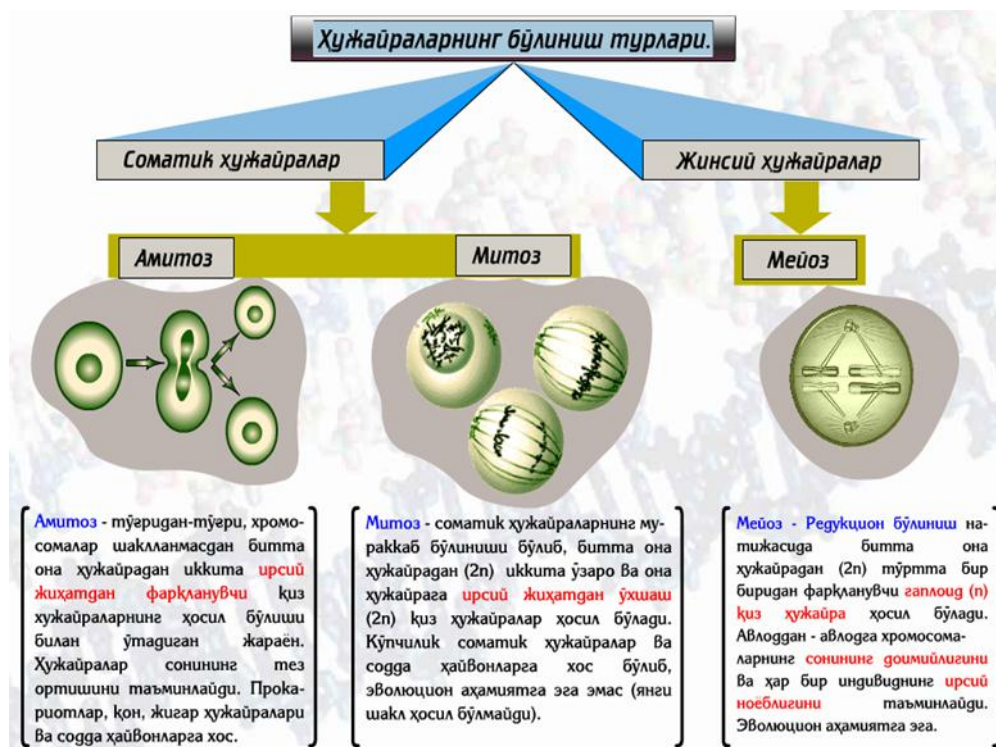 Ҳужайраларнинг бўлиниш турлари.
Соматик ҳужайралар
Жинсий ҳужайралар
Амитоз
Митоз
Мейоз
Амитоз - тўғридан-тўғри, хромо-
сомалар шаклланмасдан битта
она ҳужайрадан иккита ирсий
жиҳатдан фарқланувчи қиз
хужайраларнинг ҳосил бўлиши
билан ўтадиган жараён.
Ҳужайралар сонининг тез
ортишини таъминлайди. Прока-
риотлар, қон, жигар ҳужайралари
ва содда ҳайвонларга хос.
Митоз - соматик ҳужайраларнинг му-
раккаб бўлиниши бўлиб, битта она
ҳужайрадан (2n) иккита ўзаро ва она
ҳужайрага ирсий жиҳатдан ўхшаш
(2n) қиз ҳужайралар ҳосил бўлади.
Кўпчилик соматик ҳужайралар ва
содда ҳайвонларга хос бўлиб,
эволюцион аҳамиятга эга эмас (янги
шакл ҳосил бўлмайди).
Мейоз - Редукцион бўлиниш на-
тижасида битта она
ҳужайрадан (2n) тўртта бир
биридан фарқланувчи гаплоид (n)
қиз ҳужайра ҳосил бўлади.
Авлоддан - авлодга хромосома-
ларнинг сонининг доимийлигини
ва ҳар бир индивиднинг ирсий
ноёблигини таъминлайди.
Эволюцион аҳамиятга эга.